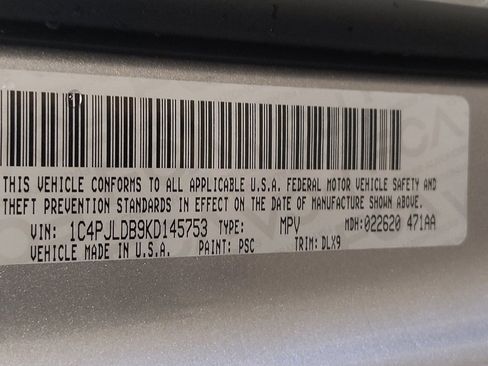 THIS VEHICLE CONFORMS TO ALL APPLICABLE U.S.A. FEDERAL MOTOR VEHICLE SAFETY AND
THEFT PREVENTION STANDARDS IN EFFECT ON THE DATE OF MANUFACTURE SHOWN ABOVE.
VIN: 1C4PJLDB9KD145753 TYPE: MPV MDH: 022620 471AA
VEHICLE MADE IN U.S.A. PAINT: PSC TRIM: DLX9